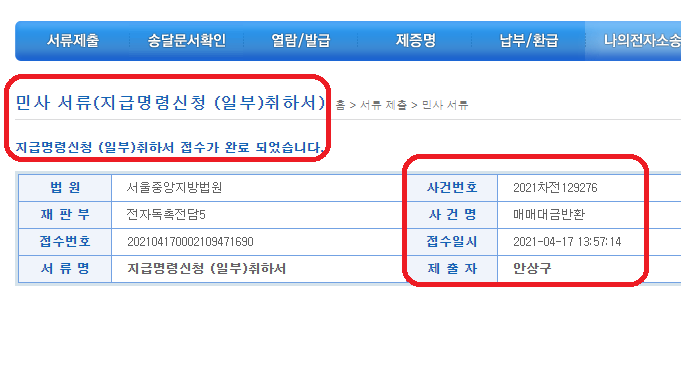 서류제출 송달문서확인 열람/발급 제증명 납부/환급 나의전자소송
민사 서류(지급명령신청 (일부)취하서) 홈 > 서류 제출 > 민사 서류
지급명령신청 (일부)취하서 접수가 완료 되었습니다.
법 원 서울중앙지방법원 사건번호 2021차전129276
재 판 부 전자독촉전담5 사 건 명 매매대금반환
접수번호 202104170002109471690 접수일시 2021-04-17 13:57:14
서 류 명 지급명령신청 (일부)취하서 제 출 자 안상구